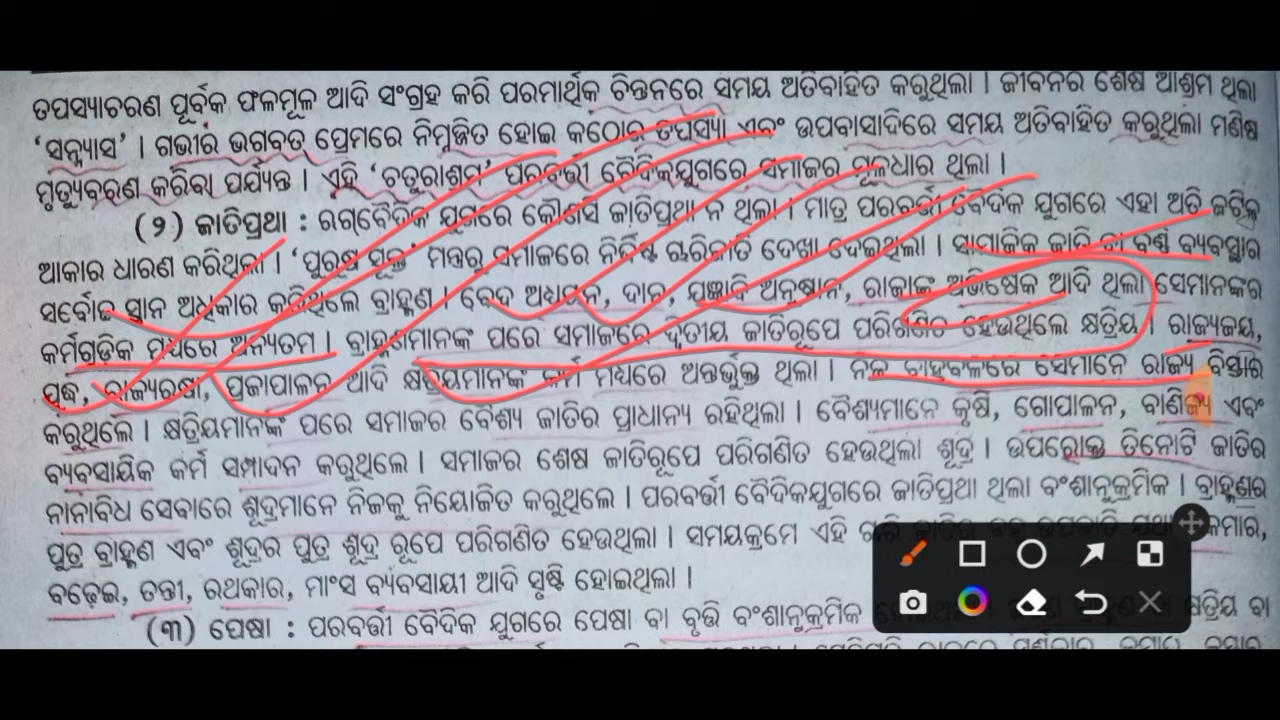 ତପସ୍ୟାଚରଣ ପୂର୍ବକ ଫଳମୂଳ ଆଦି ସଂଗ୍ରହ କରି ପରମାର୍ଥିକ ଚିନ୍ତନରେ ସମୟ ଅତିବାହିତ କରୁଥିଲା । ଜୀବନର ଶେଷ ଆଶ୍ରମ ଥିଲା
‘ସନ୍ନ୍ୟାସ’ । ଗଭୀର ଭଗବତ୍ ପ୍ରେମରେ ନିମଜ୍ଜିତ ହୋଇ କଠୋର ତପସ୍ୟା ଏବଂ ଉପବାସାଦିରେ ସମୟ ଅତିବାହିତ କରୁଥିଲା ମଣିଷ
ମୃତ୍ୟୁବରଣ କରିବା ପର୍ଯ୍ୟନ୍ତ । ଏହି ‘ଚତୁରାଶ୍ରମ’ ପରବର୍ତ୍ତୀ ବୈଦିକଯୁଗରେ ସମାଜର ମୂଳଧାର ଥିଲା ।
(୨) ଜାତିପ୍ରଥା : ରଗ୍‌ବୈଦିକ ଯୁଗରେ କୌଣସି ଜାତିପ୍ରଥା ନ ଥିଲା । ମାତ୍ର ପରବର୍ତ୍ତୀ ବୈଦିକ ଯୁଗରେ ଏହା ଅତି ଜଟିଳ
ଆକାର ଧାରଣ କରିଥିଲା । ‘ପୁରୁଷ ସୂକ୍ତ’ ମନ୍ତ୍ରରୁ ସମାଜରେ ନିର୍ଦ୍ଦିଷ୍ଟ ଚାରିଜାତି ଦେଖା ଦେଇଥିଲା । ସାମାଜିକ ଜାତି ବା ବର୍ଣ୍ଣ ବ୍ୟବସ୍ଥାର
ସର୍ବୋଚ୍ଚ ସ୍ଥାନ ଅଧିକାର କରିଥିଲେ ବ୍ରାହ୍ମଣ । ବେଦ ଅଧ୍ୟୟନ, ଦାନ, ଯଜ୍ଞାଦି ଅନୁଷ୍ଠାନ, ରାଜାଙ୍କ ଅଭିଷେକ ଆଦି ଥିଲା ସେମାନଙ୍କର
କର୍ମଗୁଡ଼ିକ ମଧ୍ୟରେ ଅନ୍ୟତମ । ବ୍ରାହ୍ମଣମାନଙ୍କ ପରେ ସମାଜରେ ଦ୍ୱିତୀୟ ଜାତିରୂପେ ପରିଗଣିତ ହେଉଥିଲେ କ୍ଷତ୍ରିୟ । ରାଜ୍ୟଜୟ,
ଯୁଦ୍ଧ, ରାଜ୍ୟରକ୍ଷା, ପ୍ରଜାପାଳନ ଆଦି କ୍ଷତ୍ରିୟମାନଙ୍କ କର୍ମ ମଧ୍ୟରେ ଅନ୍ତର୍ଭୁକ୍ତ ଥିଲା । ନିଜ ବାହୁବଳରେ ସେମାନେ ରାଜ୍ୟ ବିସ୍ତାର
କରୁଥିଲେ । କ୍ଷତ୍ରିୟମାନଙ୍କ ପରେ ସମାଜର ବୈଶ୍ୟ ଜାତିର ପ୍ରାଧାନ୍ୟ ରହିଥିଲା । ବୈଶ୍ୟମାନେ କୃଷି, ଗୋପାଳନ, ବାଣିଜ୍ୟ ଏବଂ
ବ୍ୟବସାୟିକ କର୍ମ ସମ୍ପାଦନ କରୁଥିଲେ । ସମାଜର ଶେଷ ଜାତିରୂପେ ପରିଗଣିତ ହେଉଥିଲା ଶୂଦ୍ର । ଉପରୋକ୍ତ ତିନୋଟି ଜାତିର
ନାନାବିଧ ସେବାରେ ଶୂଦ୍ରମାନେ ନିଜକୁ ନିୟୋଜିତ କରୁଥିଲେ । ପରବର୍ତ୍ତୀ ବୈଦିକଯୁଗରେ ଜାତିପ୍ରଥା ଥିଲା ବଂଶାନୁକ୍ରମିକ । ବ୍ରାହ୍ମଣର
ପୁତ୍ର ବ୍ରାହ୍ମଣ ଏବଂ ଶୂଦ୍ରର ପୁତ୍ର ଶୂଦ୍ର ରୂପେ ପରିଗଣିତ ହେଉଥିଲା । ସମୟକ୍ରମେ ଏହି ଚାରି ଜାତିର ବହୁ ଉପଜାତି ଯଥା, କମାର,
ବଢ଼େଇ, ତନ୍ତୀ, ରଥକାର, ମାଂସ ବ୍ୟବସାୟୀ ଆଦି ସୃଷ୍ଟି ହୋଇଥିଲା ।
(୩) ପେଷା : ପରବର୍ତ୍ତୀ ବୈଦିକ ଯୁଗରେ ପେଷା ବା ବୃତ୍ତି ବଂଶାନୁକ୍ରମିକ କ୍ଷତ୍ରିୟ ବା